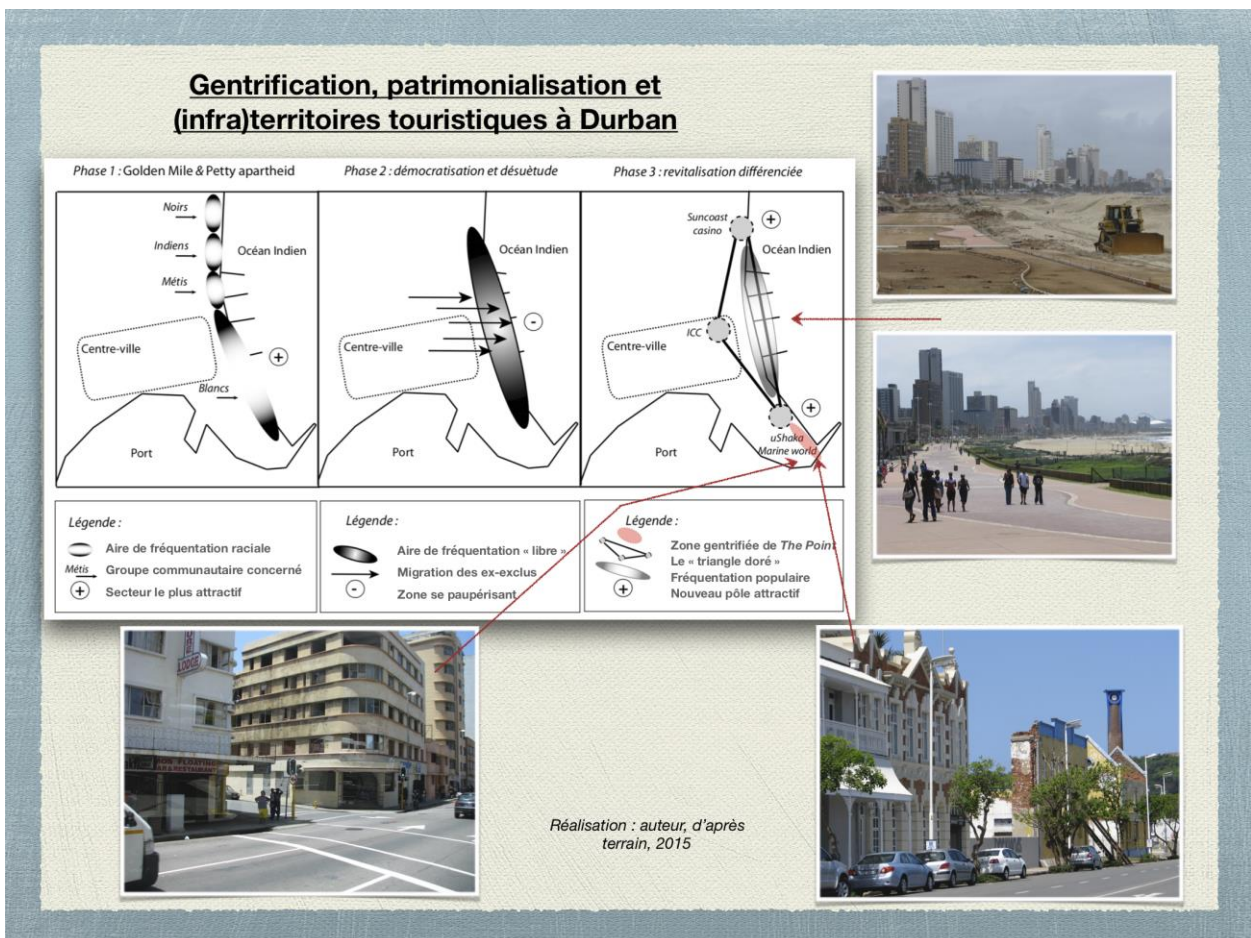 Gentrification, patrimonialisation et
(infra)territoires touristiques à Durban
Phase 1 : Golden Mile & Petty apartheid
Noirs
Indiens
Océan Indien
Métis
Centre-ville
+
Blancs
Port
Phase 2 : démocratisation et désuétude
Océan Indien
-
Centre-ville
Port
Phase 3 : revitalisation différenciée
Suncoast
casino
+
Océan Indien
ICC
Centre-ville
+
uShaka
Marine world
Port
Légende :
Aire de fréquentation raciale
Métis
Groupe communautaire concerné
+
Secteur le plus attractif
Légende :
Aire de fréquentation « libre »
Migration des ex-exclus
-
Zone se paupérisant
Légende :
Zone gentrifiée de The Point
Le « triangle doré »
Fréquentation populaire
+
Nouveau pôle attractif
LODGE
Réalisation : auteur, d'après
terrain, 2015